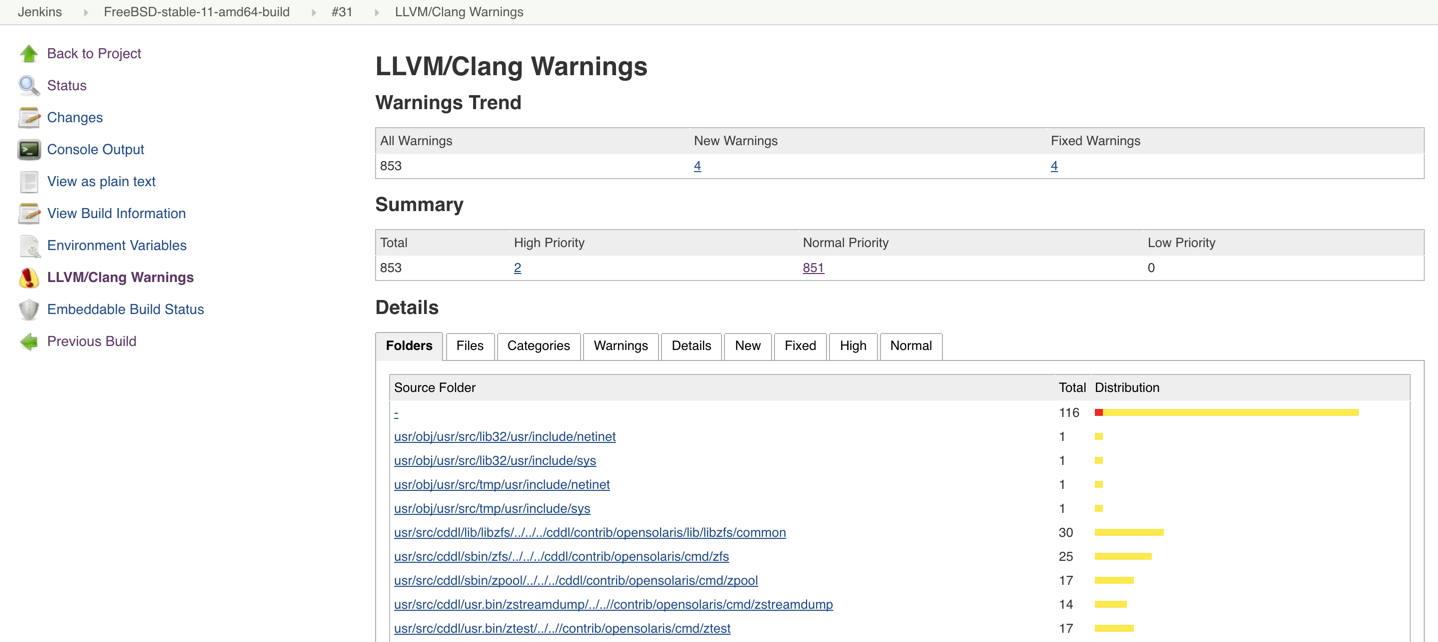 Jenkins FreeBSD-stable-11-amd64-build #31 LLVM/Clang Warnings
Back to Project
Status
Changes
Console Output
View as plain text
View Build Information
Environment Variables
LLVM/Clang Warnings
Embeddable Build Status
Previous Build
LLVM/Clang Warnings
Warnings Trend
All Warnings New Warnings Fixed Warnings
853 4 4
Summary
Total High Priority Normal Priority Low Priority
853 2 851 0
Details
Folders Files Categories Warnings Details New Fixed High Normal
Source Folder Total Distribution
- 116
usr/obj/usr/src/lib32/usr/include/netinet 1
usr/obj/usr/src/lib32/usr/include/sys 1
usr/obj/usr/src/tmp/usr/include/netinet 1
usr/obj/usr/src/tmp/usr/include/sys 1
usr/src/cddl/lib/libzfs/../../../cddl/contrib/opensolaris/lib/libzfs/common 30
usr/src/cddl/sbin/zfs/../../../cddl/contrib/opensolaris/cmd/zfs 25
usr/src/cddl/sbin/zpool/../../../cddl/contrib/opensolaris/cmd/zpool 17
usr/src/cddl/usr.bin/zstreamdump/../..//contrib/opensolaris/cmd/zstreamdump 14
usr/src/cddl/usr.bin/ztest/../..//contrib/opensolaris/cmd/ztest 17